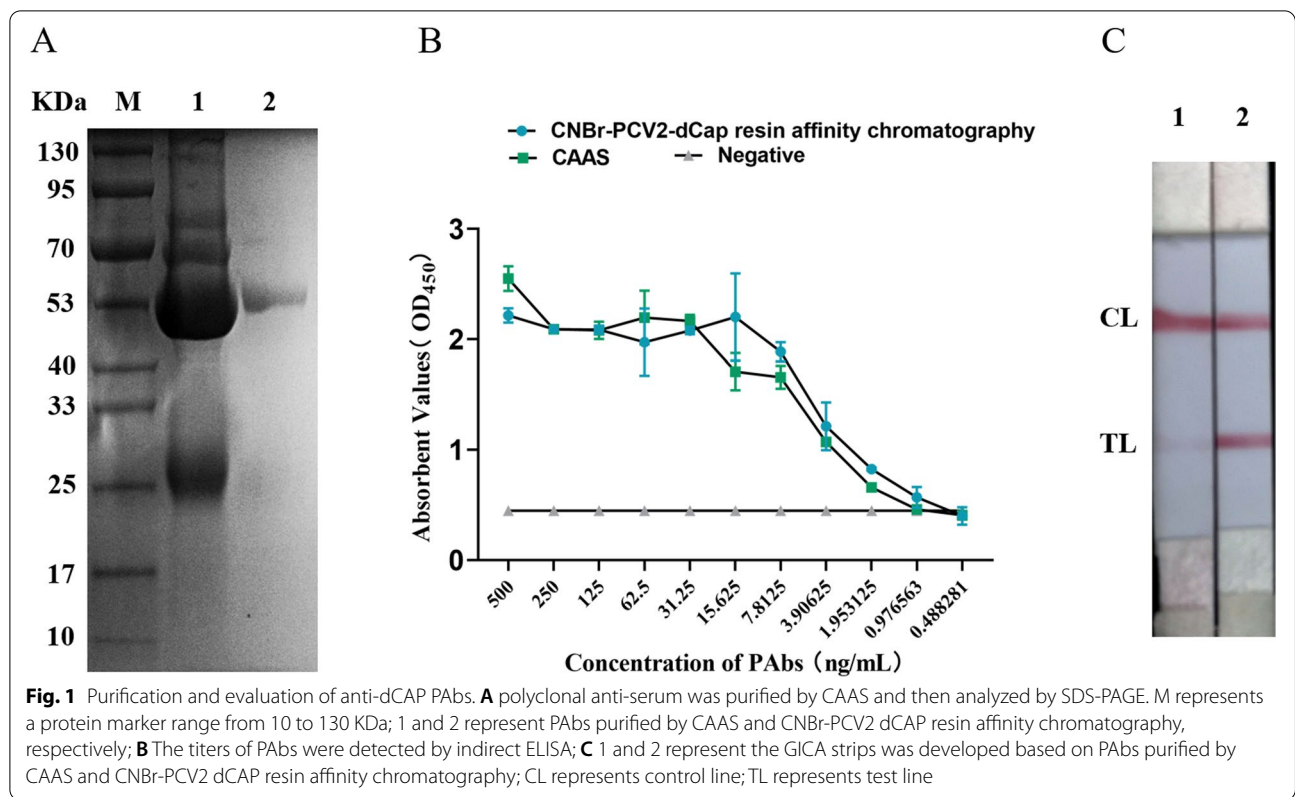 A
B
C
KDa M 1 2
130
95
70
53
40
33
25
17
10
CNBr-PCV2-dCap resin affinity chromatography
CAAS Negative
Absorbent Values( OD450)
3
2
1
0
500 250 125 62.5 31.25 15.625 7.8125 3.90625 1.953125 0.976563 0.488281
Concentration of PAbs (ng/mL)
1 2
CL
TL
Fig. 1 Purification and evaluation of anti-dCAP PAbs. A polyclonal anti-serum was purified by CAAS and then analyzed by SDS-PAGE. M represents
a protein marker range from 10 to 130 KDa; 1 and 2 represent PAbs purified by CAAS and CNBr-PCV2 dCAP resin affinity chromatography,
respectively; B The titers of PAbs were detected by indirect ELISA; C 1 and 2 represent the GICA strips was developed based on PAbs purified by
CAAS and CNBr-PCV2 dCAP resin affinity chromatography; CL represents control line; TL represents test line